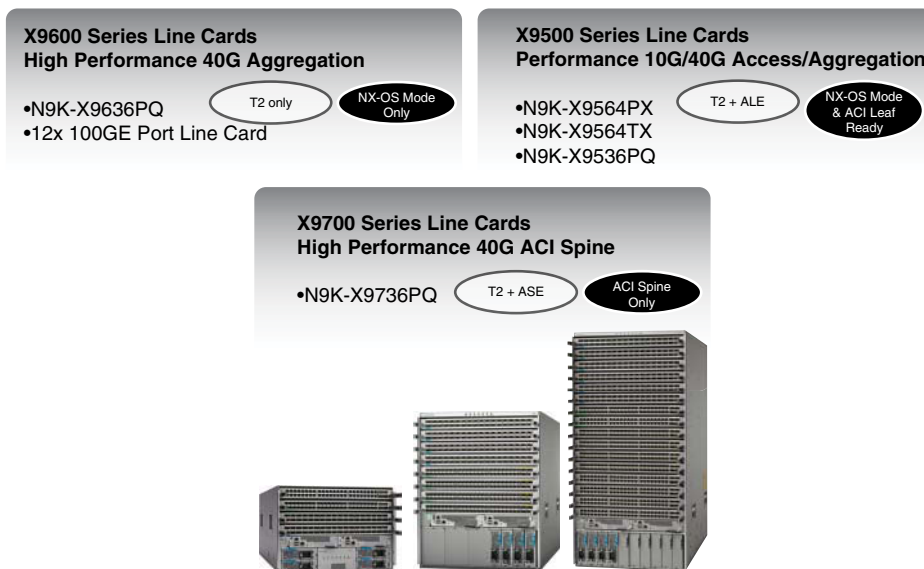 X9600 Series Line Cards
High Performance 40G Aggregation
•N9K-X9636PQ
•12x 100GE Port Line Card
T2 only
NX-OS Mode
Only
X9500 Series Line Cards
Performance 10G/40G Access/Aggregation
•N9K-X9564PX
•N9K-X9564TX
•N9K-X9536PQ
T2 + ALE
NX-OS Mode
& ACI Leaf
Ready
X9700 Series Line Cards
High Performance 40G ACI Spine
•N9K-X9736PQ
T2 + ASE
ACI Spine
Only